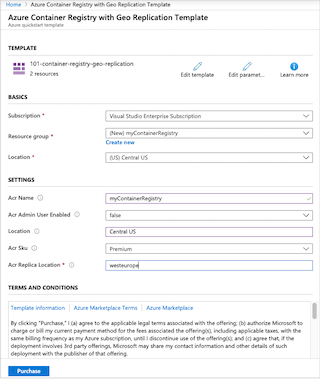 Home > Azure Container Registry with Geo Replication Template
Azure Container Registry with Geo Replication Template
Azure quickstart template
TEMPLATE
101-container-registry-geo-replication
2 resources
Edit template
Edit paramet...
Learn more
BASICS
Subscription *
Visual Studio Enterprise Subscription
Resource group *
(New) myContainerRegistry
Create new
Location *
(US) Central US
SETTINGS
Acr Name
myContainerRegistry
Acr Admin User Enabled
false
Location
Central US
Acr Sku
Premium
Acr Replica Location *
westeurope
TERMS AND CONDITIONS
Template information | Azure Marketplace Terms | Azure Marketplace
By clicking "Purchase," I (a) agree to the applicable legal terms associated with the offering; (b) authorize Microsoft to
charge or bill my current payment method for the fees associated the offering(s), including applicable taxes, with the
same billing frequency as my Azure subscription, until I discontinue use of the offering(s); and (c) agree that, if the
deployment involves 3rd party offerings, Microsoft may share my contact information and other details of such
deployment with the publisher of that offering.
Purchase